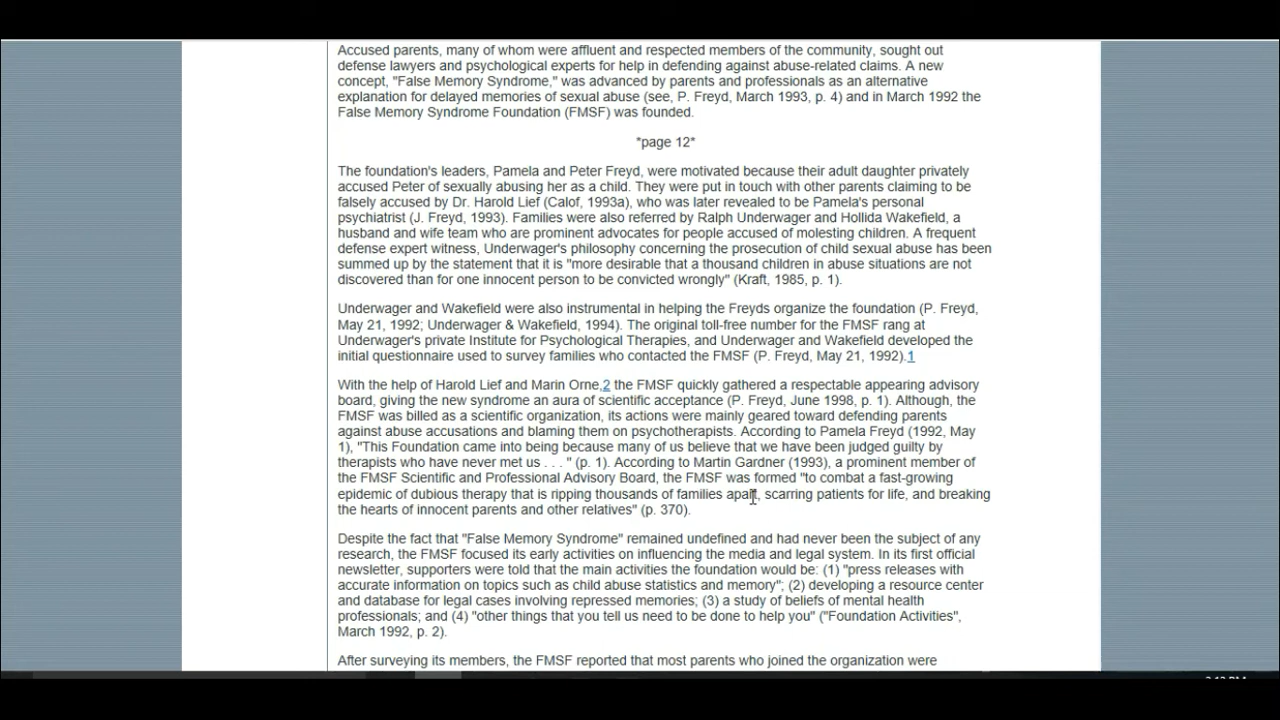 Accused parents, many of whom were affluent and respected members of the community, sought out
defense lawyers and psychological experts for help in defending against abuse-related claims. A new
concept, "False Memory Syndrome," was advanced by parents and professionals as an alternative
explanation for delayed memories of sexual abuse (see, P. Freyd, March 1993, p. 4) and in March 1992 the
False Memory Syndrome Foundation (FMSF) was founded.
*page 12*
The foundation's leaders, Pamela and Peter Freyd, were motivated because their adult daughter privately
accused Peter of sexually abusing her as a child. They were put in touch with other parents claiming to be
falsely accused by Dr. Harold Lief (Calof, 1993a), who was later revealed to be Pamela's personal
psychiatrist (J. Freyd, 1993). Families were also referred by Ralph Underwager and Hollida Wakefield, a
husband and wife team who are prominent advocates for people accused of molesting children. A frequent
defense expert witness, Underwager's philosophy concerning the prosecution of child sexual abuse has been
summed up by the statement that it is "more desirable that a thousand children in abuse situations are not
discovered than for one innocent person to be convicted wrongly" (Kraft, 1985, p. 1).
Underwager and Wakefield were also instrumental in helping the Freyds organize the foundation (P. Freyd,
May 21, 1992; Underwager & Wakefield, 1994). The original toll-free number for the FMSF rang at
Underwager's private Institute for Psychological Therapies, and Underwager and Wakefield developed the
initial questionnaire used to survey families who contacted the FMSF (P. Freyd, May 21, 1992).1
With the help of Harold Lief and Marin Orne,2 the FMSF quickly gathered a respectable appearing advisory
board, giving the new syndrome an aura of scientific acceptance (P. Freyd, June 1998, p. 1). Although, the
FMSF was billed as a scientific organization, its actions were mainly geared toward defending parents
against abuse accusations and blaming them on psychotherapists. According to Pamela Freyd (1992, May
1), "This Foundation came into being because many of us believe that we have been judged guilty by
therapists who have never met us . . . " (p. 1). According to Martin Gardner (1993), a prominent member of
the FMSF Scientific and Professional Advisory Board, the FMSF was formed "to combat a fast-growing
epidemic of dubious therapy that is ripping thousands of families apart, scarring patients for life, and breaking
the hearts of innocent parents and other relatives" (p. 370).
Despite the fact that "False Memory Syndrome" remained undefined and had never been the subject of any
research, the FMSF focused its early activities on influencing the media and legal system. In its first official
newsletter, supporters were told that the main activities the foundation would be: (1) "press releases with
accurate information on topics such as child abuse statistics and memory"; (2) developing a resource center
and database for legal cases involving repressed memories; (3) a study of beliefs of mental health
professionals; and (4) "other things that you tell us need to be done to help you" ("Foundation Activities",
March 1992, p. 2).
After surveying its members, the FMSF reported that most parents who joined the organization were